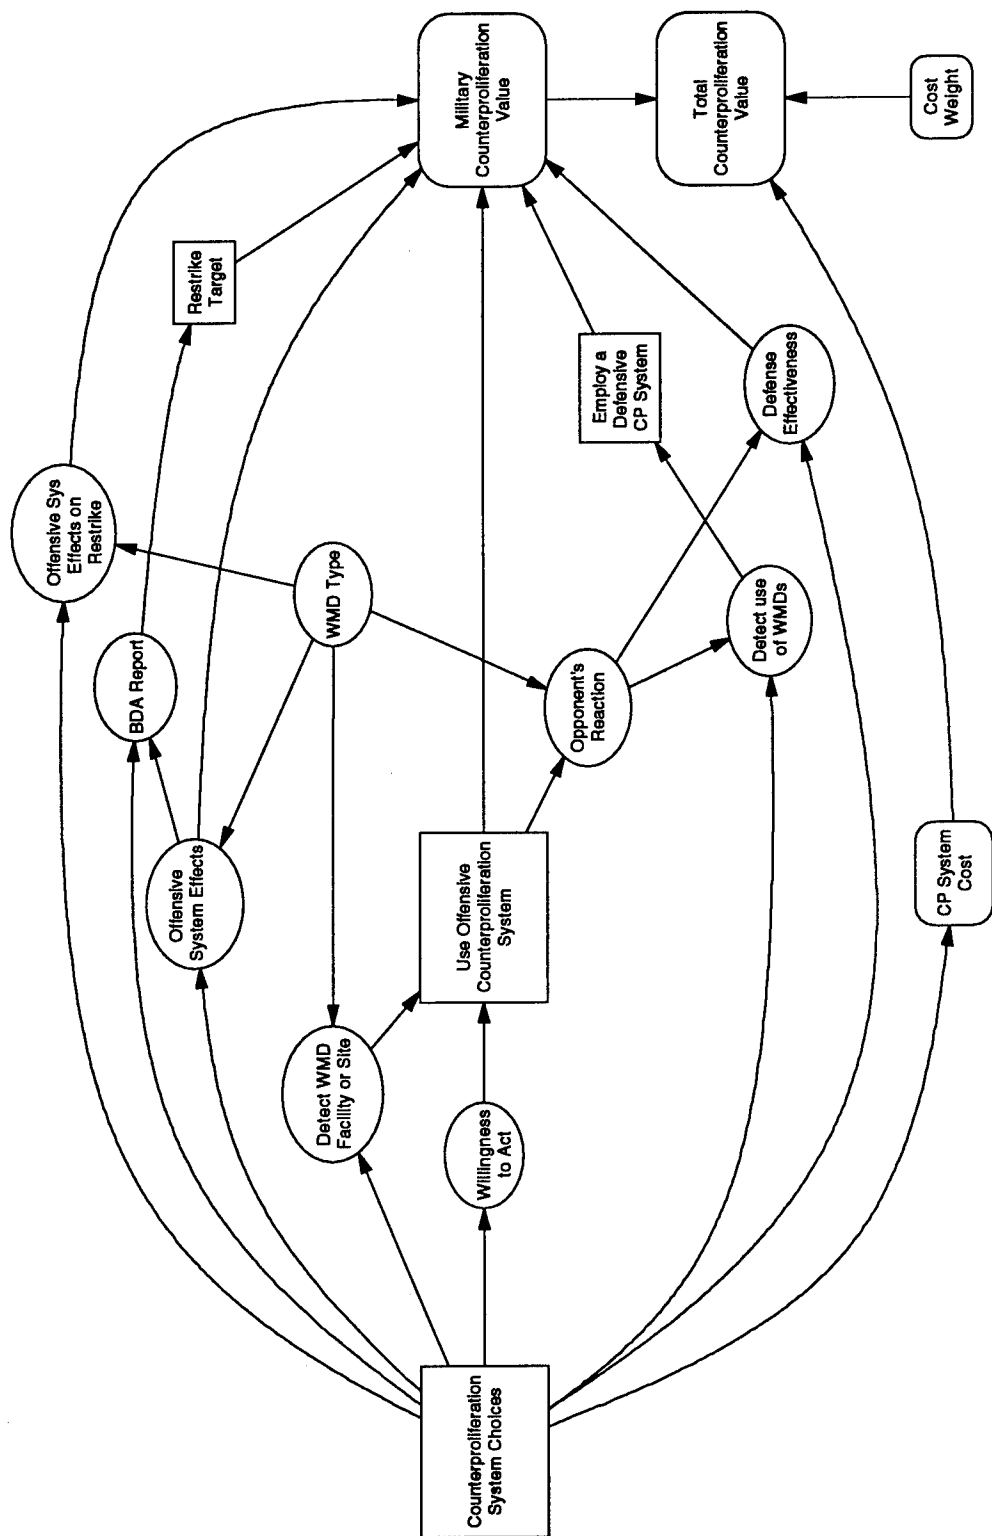 Offensive Sys
Effects on
Restrike
BDA Report
Offensive
System Effects
Restrike
Target
WMD Type
Detect WMD
Facility or Site
Counterproliferation
System Choices
Willingness
to Act
Use Offensive
Counterproliferation
System
Military
Counterproliferation
Value
Opponent's
Reaction
Employ a
Defensive
CP System
Detect use
of WMDs
Defense
Effectiveness
Total
Counterproliferation
Value
CP System
Cost
Cost
Weight